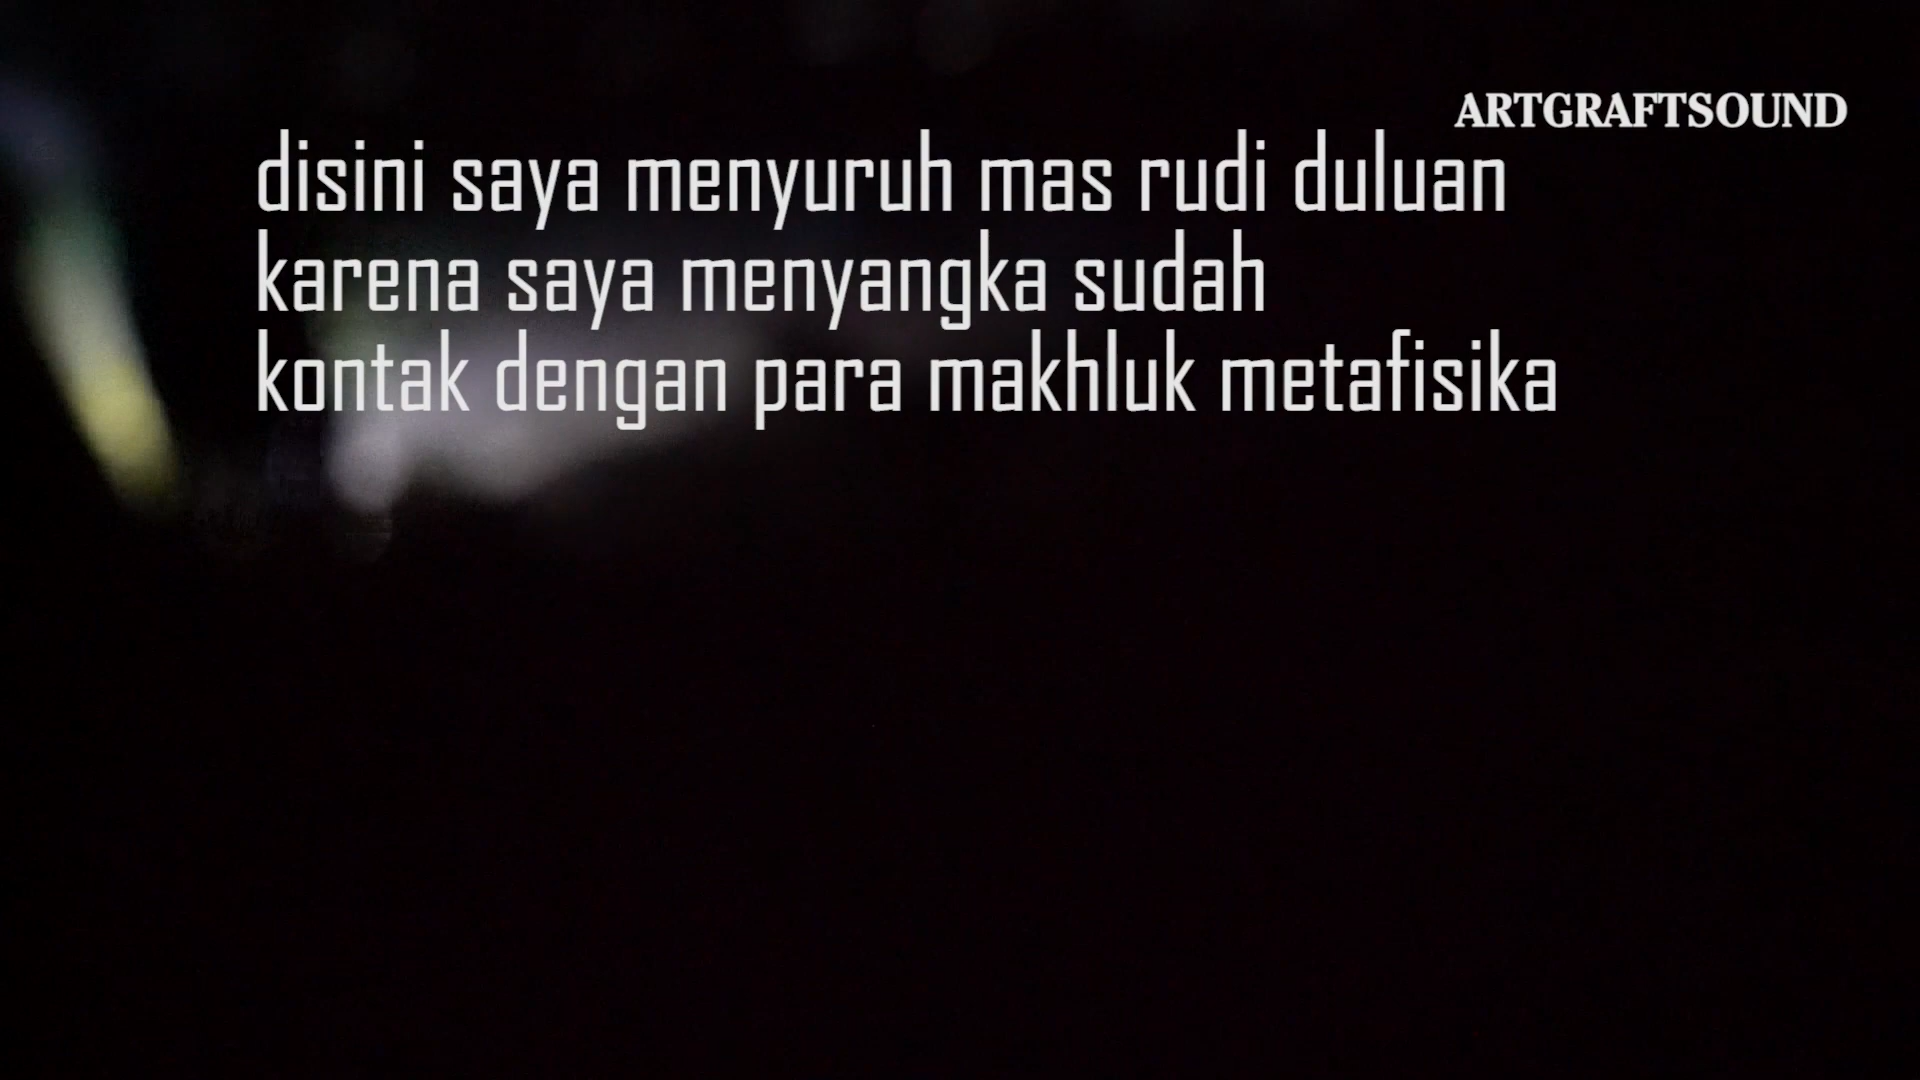 ARTGRAFTSOUND
disini saya menyuruh mas rudi duluan
karena saya menyangka sudah
kontak dengan para makhluk metafisika